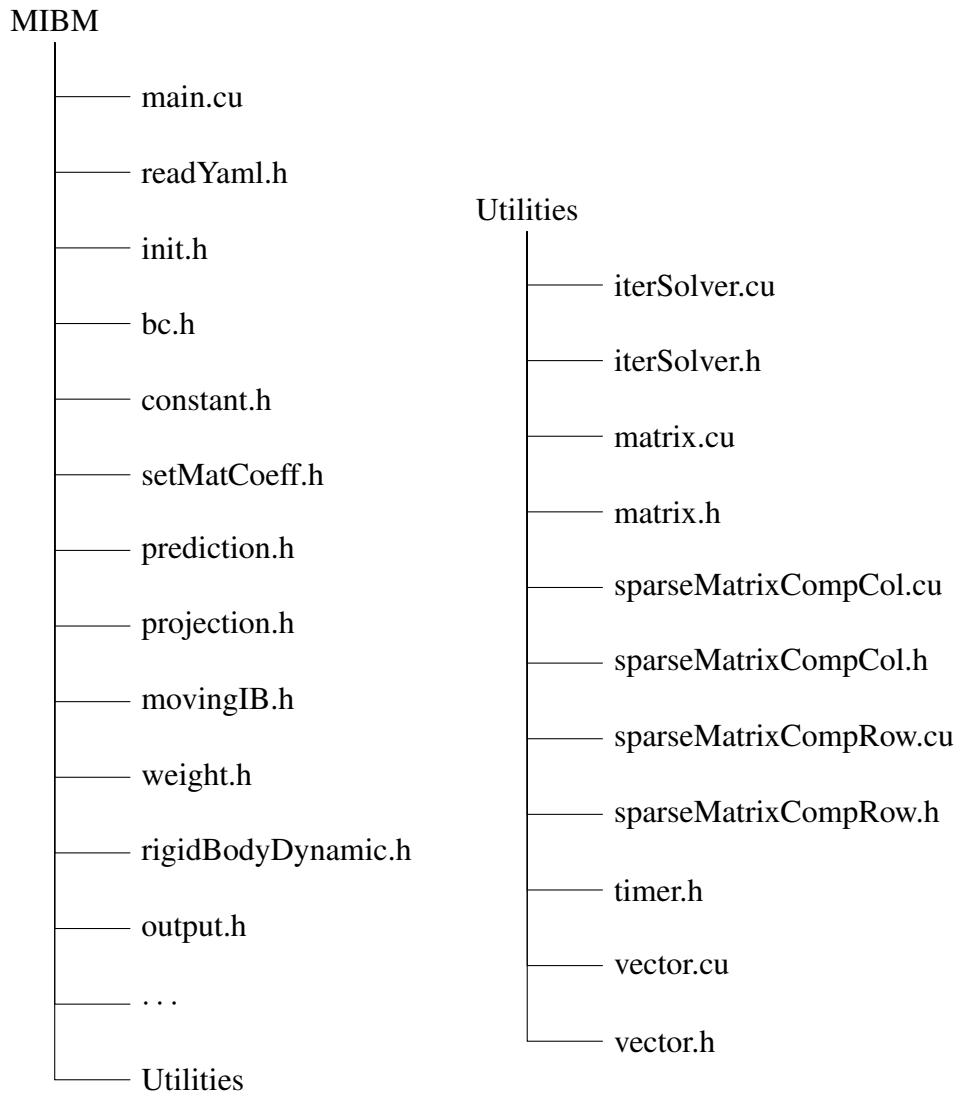 MIBM
main.cu
readYaml.h
init.h
bc.h
constant.h
setMatCoeff.h
prediction.h
projection.h
movingIB.h
weight.h
rigidBodyDynamic.h
output.h
. . .
Utilities
Utilities
iterSolver.cu
iterSolver.h
matrix.cu
matrix.h
sparseMatrixCompCol.cu
sparseMatrixCompCol.h
sparseMatrixCompRow.cu
sparseMatrixCompRow.h
timer.h
vector.cu
vector.h